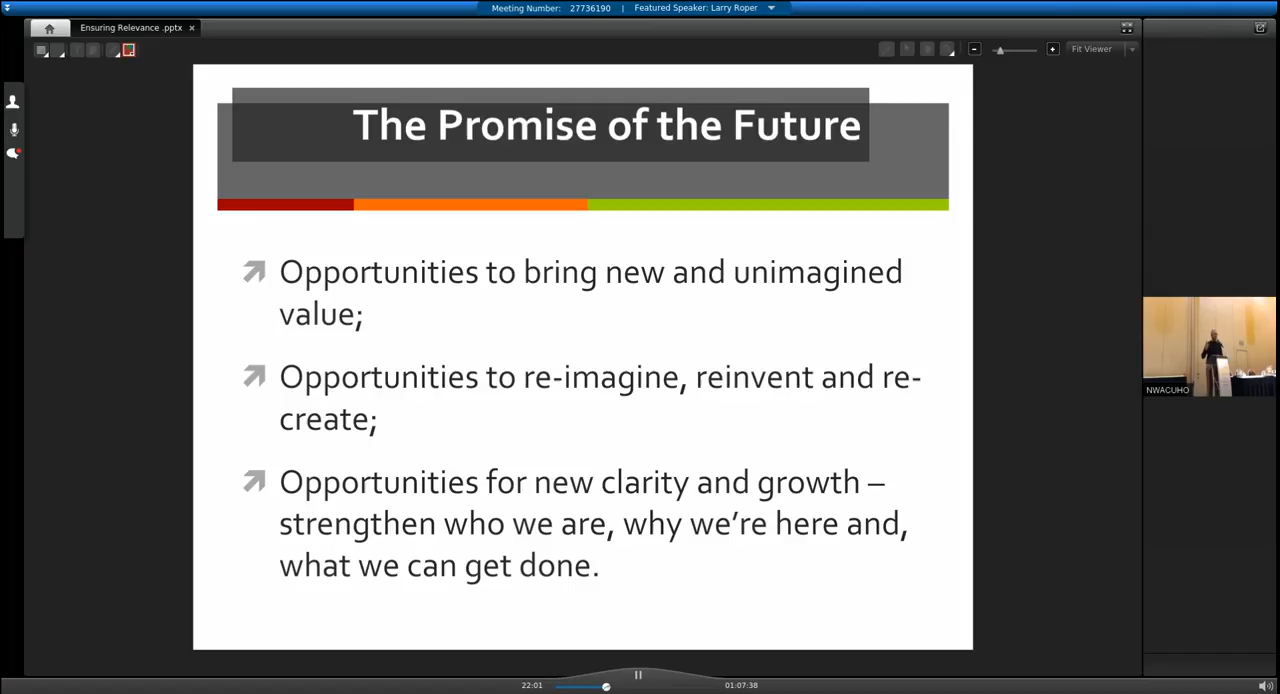 Meeting Number: 27736190 | Featured Speaker: Larry Roper
Ensuring Relevance .pptx
Fit Viewer
The Promise of the Future
Opportunities to bring new and unimagined
value;
Opportunities to re-imagine, reinvent and re-
create;
Opportunities for new clarity and growth –
strengthen who we are, why we’re here and,
what we can get done.
NWACUHO
22:01
01:07:38